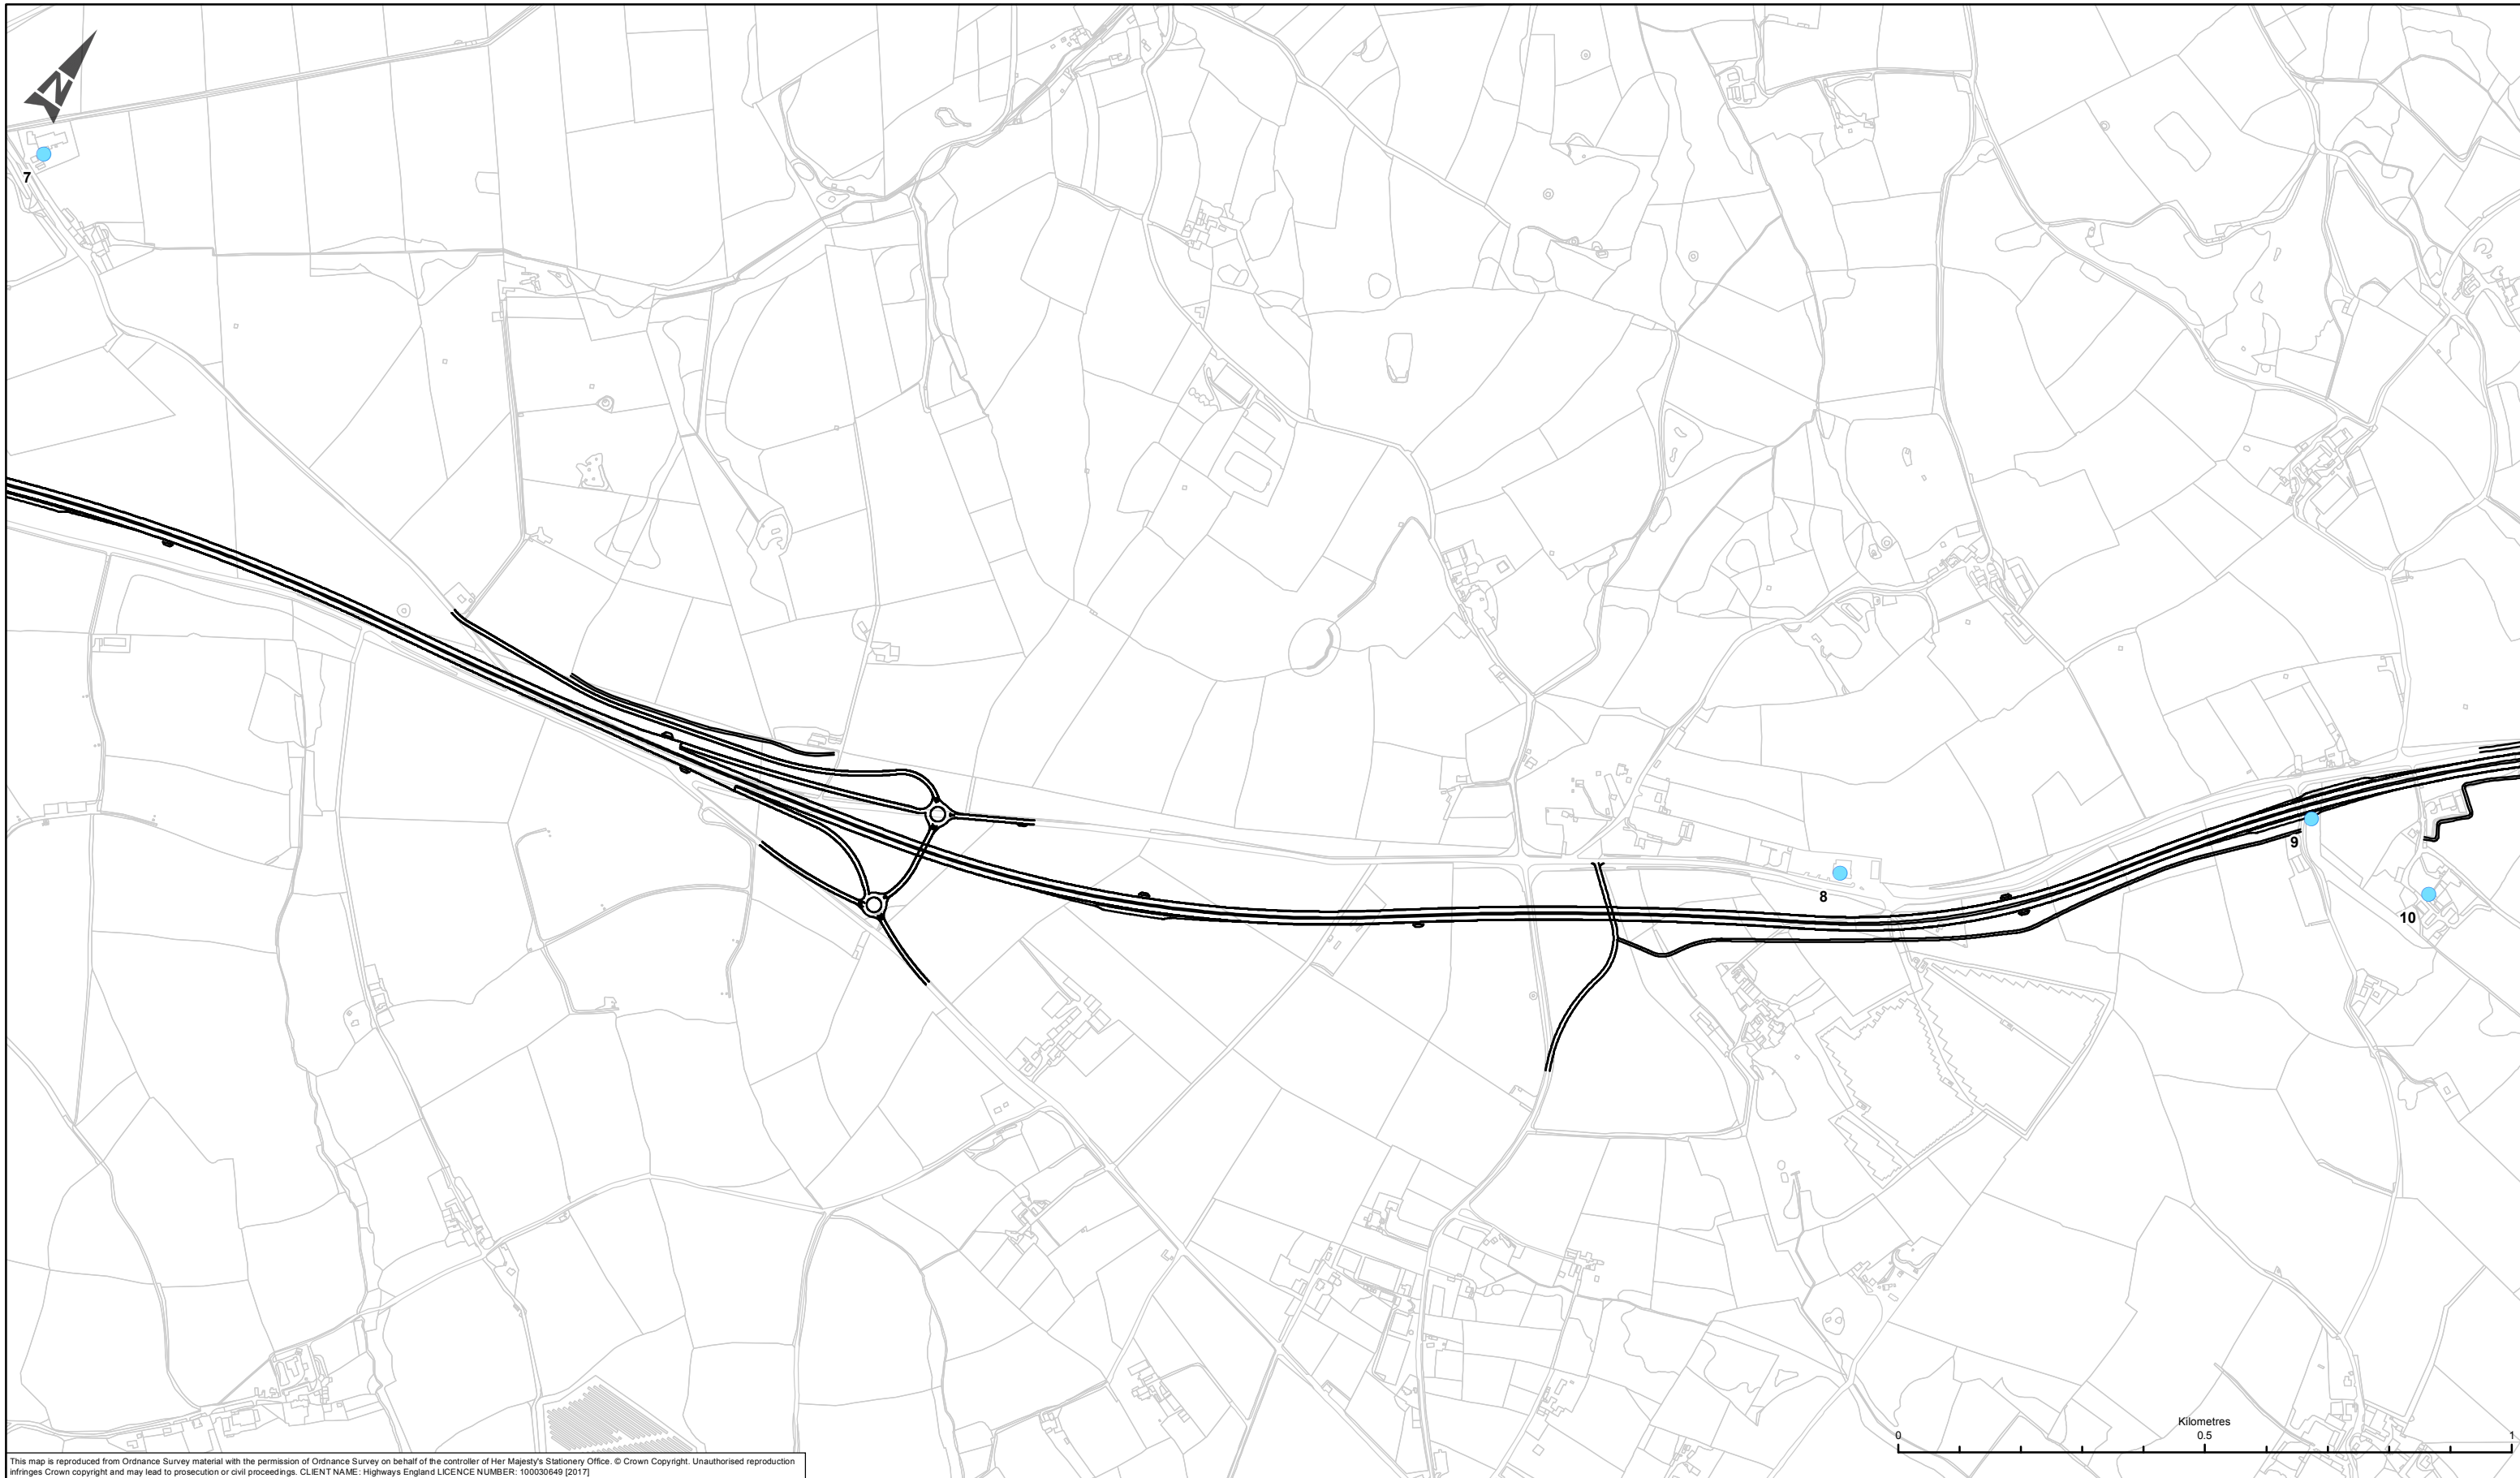 N
7
8
9
10
Kilometres
0 0.5 1
This map is reproduced from Ordnance Survey material with the permission of Ordnance Survey on behalf of the controller of Her Majesty's Stationery Office. © Crown Copyright. Unauthorised reproduction
infringes Crown copyright and may lead to prosecution or civil proceedings. CLIENT NAME: Highways England LICENCE NUMBER: 100030649 [2017]